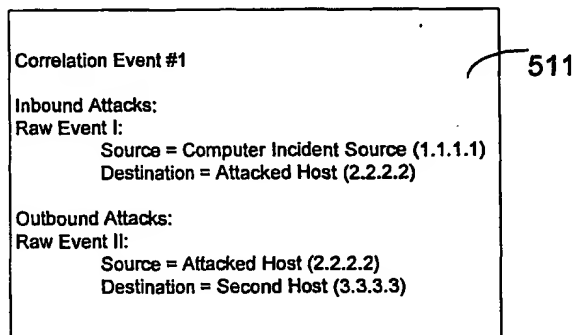 Correlation Event #1
511
Inbound Attacks:
Raw Event I:
Source = Computer Incident Source (1.1.1.1)
Destination = Attacked Host (2.2.2.2)
Outbound Attacks:
Raw Event II:
Source = Attacked Host (2.2.2.2)
Destination = Second Host (3.3.3.3)